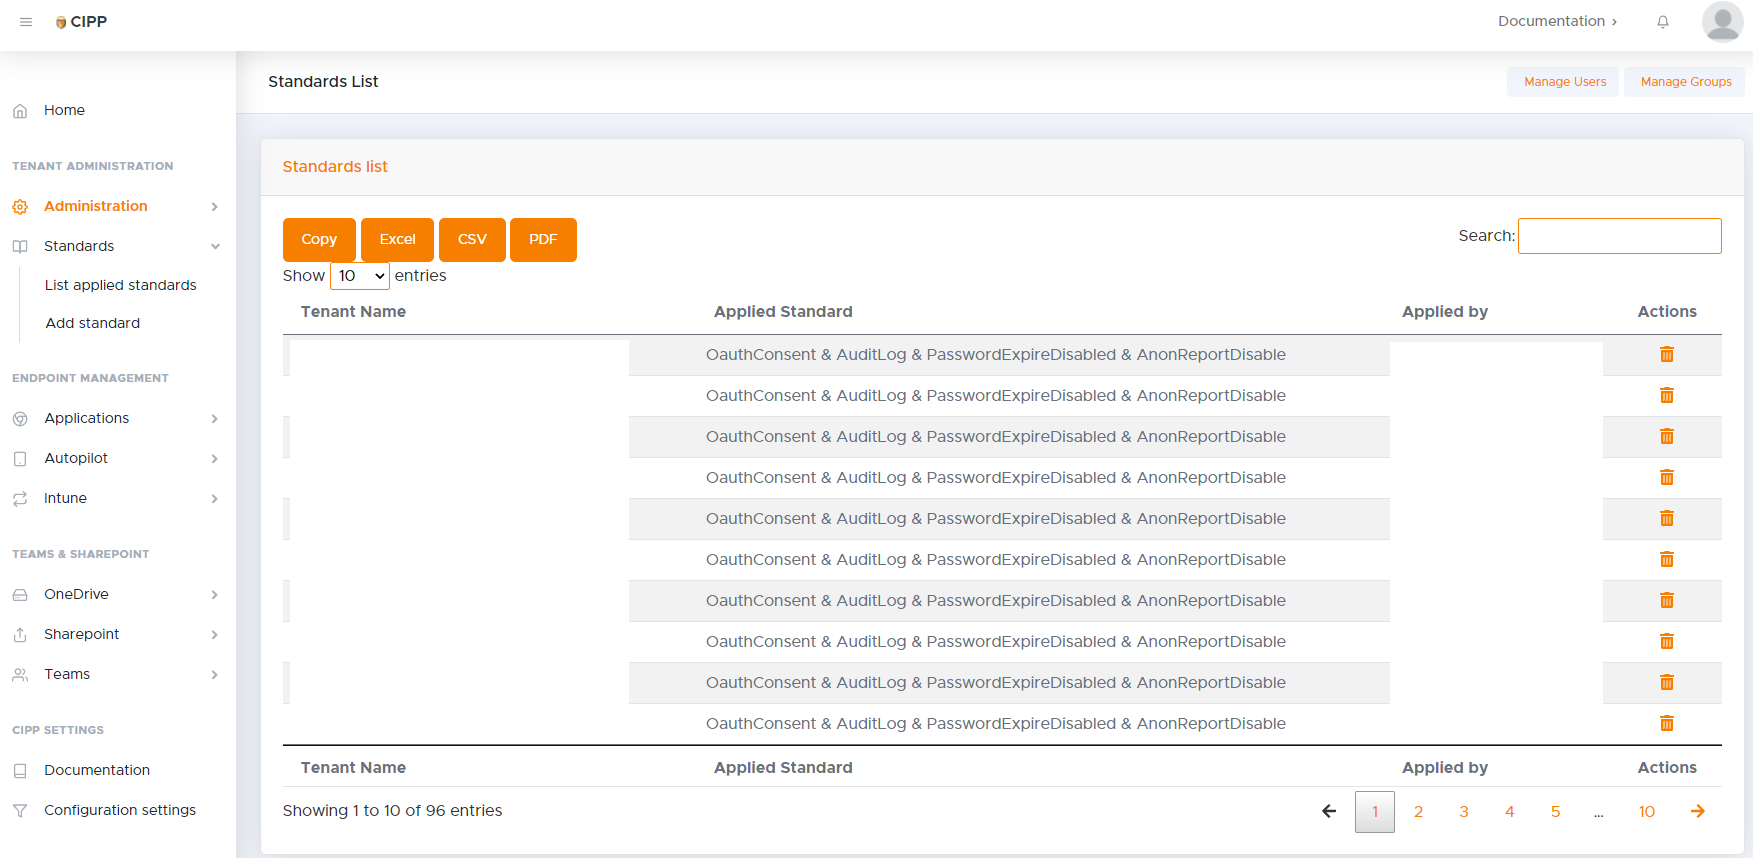 CIPP
Documentation
Standards List
Manage Users
Manage Groups
Home
TENANT ADMINISTRATION
Administration
Standards
List applied standards
Add standard
ENDPOINT MANAGEMENT
Applications
Autopilot
Intune
TEAMS & SHAREPOINT
OneDrive
Sharepoint
Teams
CIPP SETTINGS
Documentation
Configuration settings
Standards list
Copy Excel CSV PDF
Search:
Show 10 entries
Tenant Name Applied Standard Applied by Actions
OauthConsent & AuditLog & PasswordExpireDisabled & AnonReportDisable
OauthConsent & AuditLog & PasswordExpireDisabled & AnonReportDisable
OauthConsent & AuditLog & PasswordExpireDisabled & AnonReportDisable
OauthConsent & AuditLog & PasswordExpireDisabled & AnonReportDisable
OauthConsent & AuditLog & PasswordExpireDisabled & AnonReportDisable
OauthConsent & AuditLog & PasswordExpireDisabled & AnonReportDisable
OauthConsent & AuditLog & PasswordExpireDisabled & AnonReportDisable
OauthConsent & AuditLog & PasswordExpireDisabled & AnonReportDisable
OauthConsent & AuditLog & PasswordExpireDisabled & AnonReportDisable
OauthConsent & AuditLog & PasswordExpireDisabled & AnonReportDisable
Tenant Name Applied Standard Applied by Actions
Showing 1 to 10 of 96 entries
1 2 3 4 5 ... 10